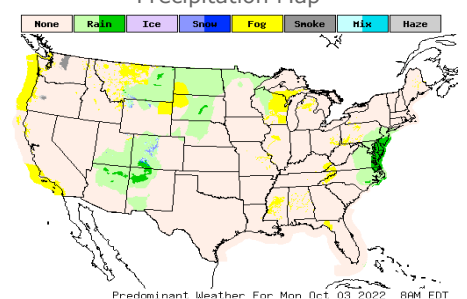 Precipitation Map
None Rain Ice Snow Fog Smoke Mix Haze
Predominant Weather For Mon Oct 03 2022 8AM EDT